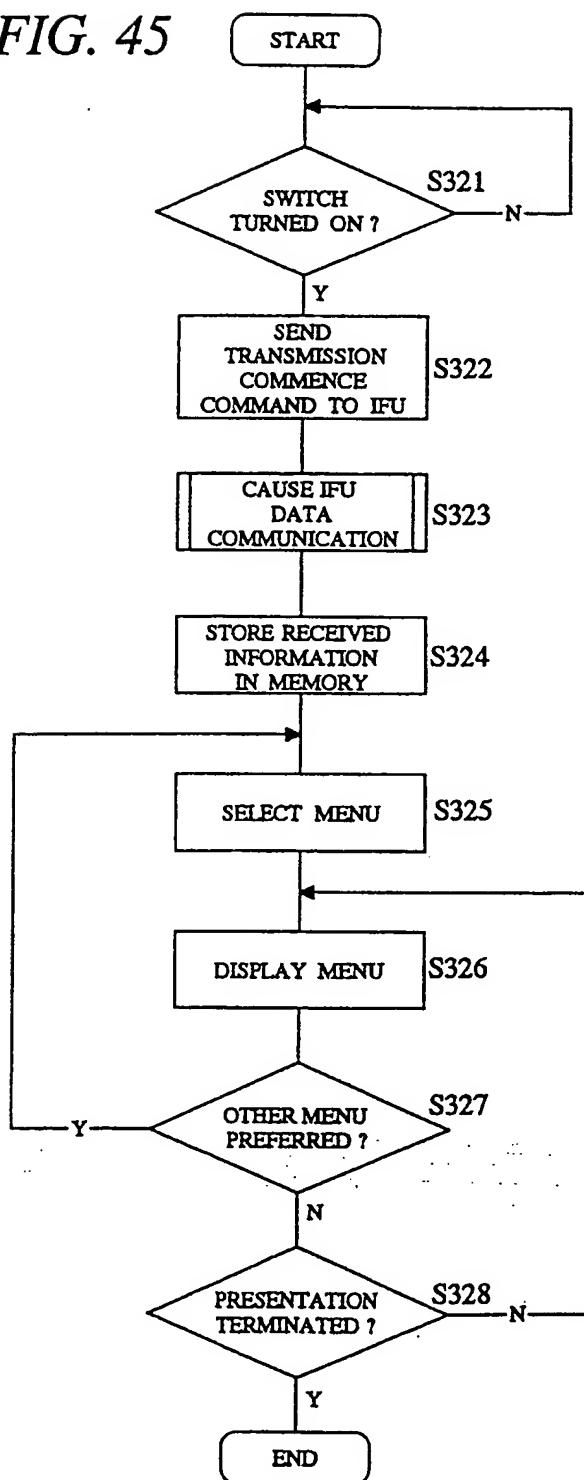 FIG. 45
START
S321
SWITCH
TURNED ON ?
N
Y
SEND
TRANSMISSION
COMMENCE
COMMAND TO IFU
S322
CAUSE IFU
DATA
COMMUNICATION
S323
STORE RECEIVED
INFORMATION
IN MEMORY
S324
SELECT MENU
S325
DISPLAY MENU
S326
OTHER MENU
PREFERRED ?
S327
Y
N
PRESENTATION
TERMINATED ?
S328
N
Y
END